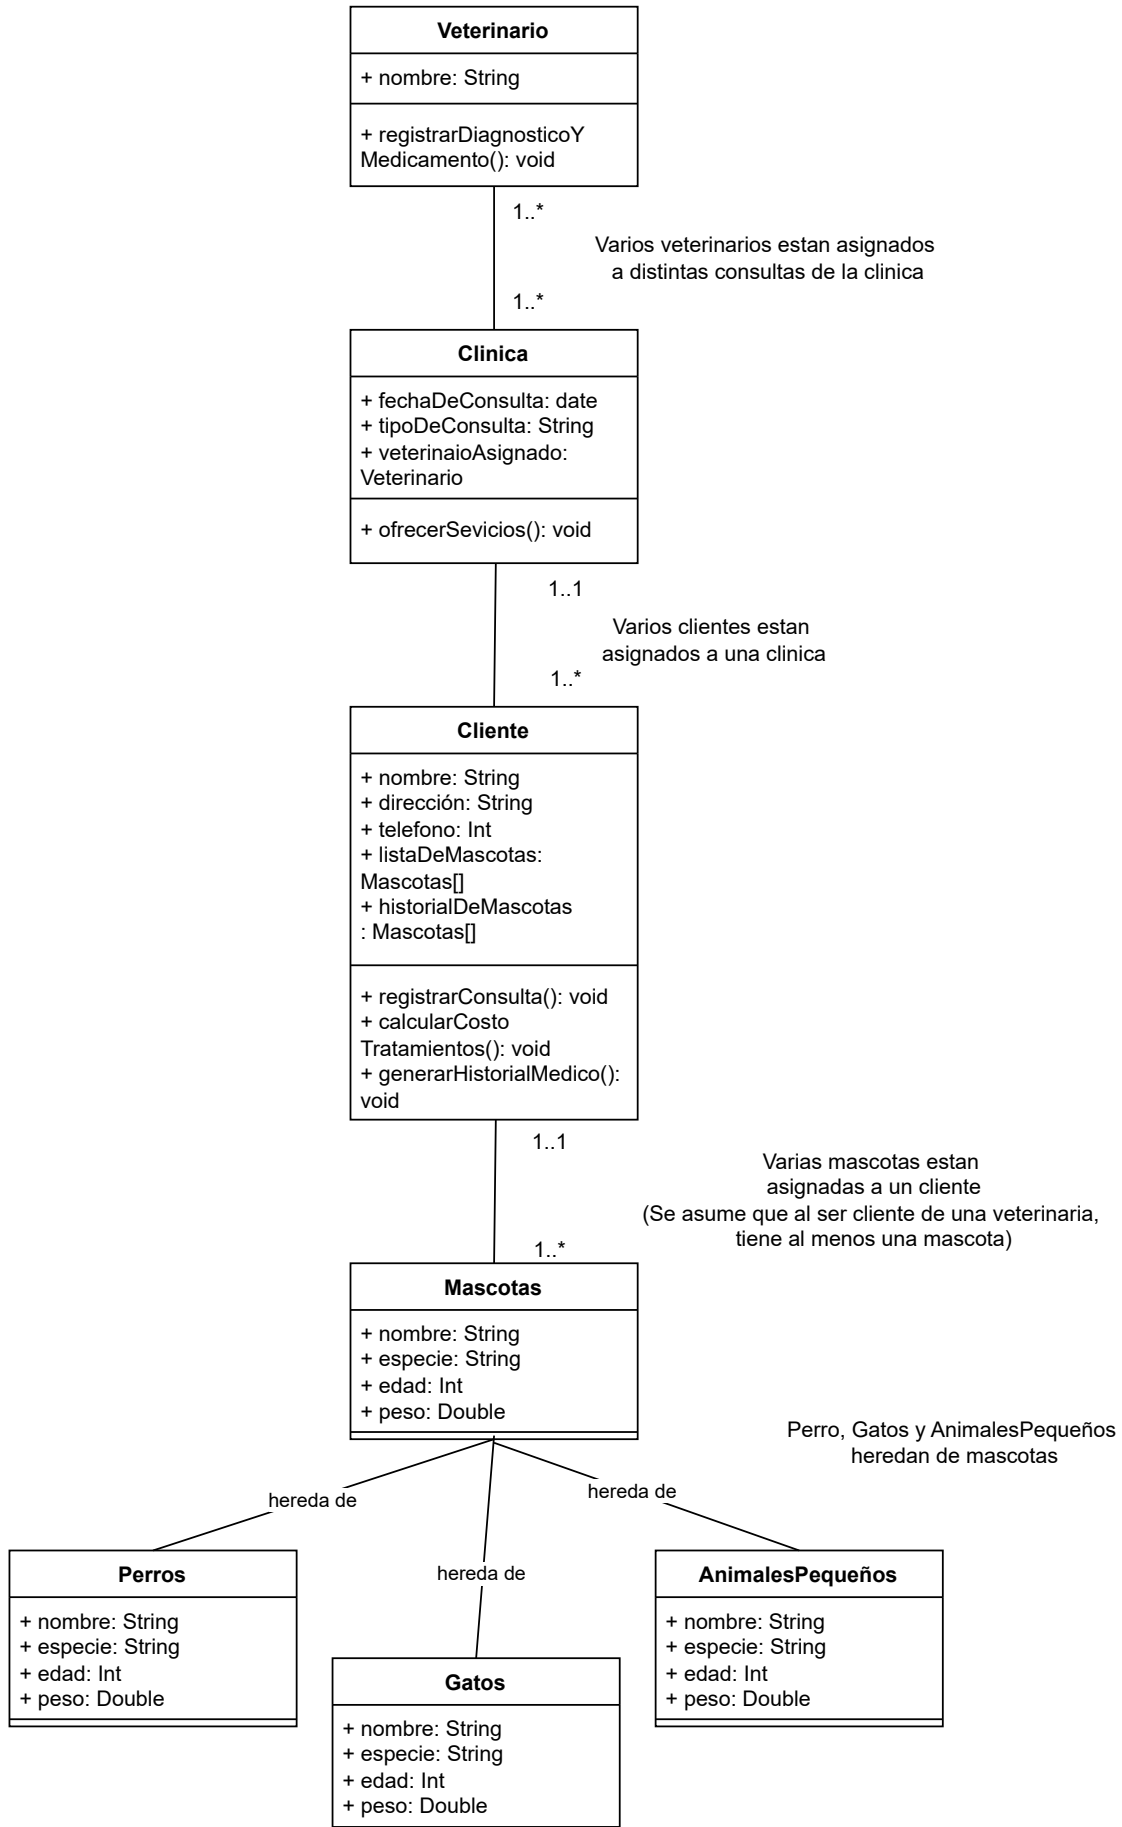 Veterinario
+ nombre: String
+ registrarDiagnosticoY
Medicamento(): void
1..*
Varios veterinarios estan asignados
a distintas consultas de la clinica
1..*
Clinica
+ fechaDeConsulta: date
+ tipoDeConsulta: String
+ veterinaioAsignado:
Veterinario
+ ofrecerSevicios(): void
1..1
Varios clientes estan
asignados a una clinica
1..*
Cliente
+ nombre: String
+ dirección: String
+ telefono: Int
+ listaDeMascotas:
Mascotas[]
+ historialDeMascotas
: Mascotas[]
+ registrarConsulta(): void
+ calcularCosto
Tratamientos(): void
+ generarHistorialMedico():
void
1..1
Varias mascotas estan
asignadas a un cliente
(Se asume que al ser cliente de una veterinaria,
tiene al menos una mascota)
1..*
Mascotas
+ nombre: String
+ especie: String
+ edad: Int
+ peso: Double
Perro, Gatos y AnimalesPequeños
heredan de mascotas
hereda de
hereda de
hereda de
Perros
+ nombre: String
+ especie: String
+ edad: Int
+ peso: Double
Gatos
+ nombre: String
+ especie: String
+ edad: Int
+ peso: Double
AnimalesPequeños
+ nombre: String
+ especie: String
+ edad: Int
+ peso: Double